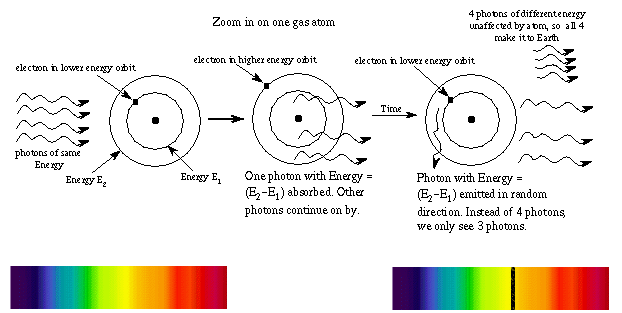 Zoom in on one gas atom
4 photons of different energy
unaffected by atom, so all 4
make it to Earth
electron in lower energy orbit
electron in higher energy orbit
electron in lower energy orbit
Time
photons of same
Energy
Energy E2
Energy E1
One photon with Energy =
(E2-E1) absorbed. Other
photons continue on by.
Photon with Energy =
(E2-E1) emitted in random
direction. Instead of 4 photons,
we only see 3 photons.